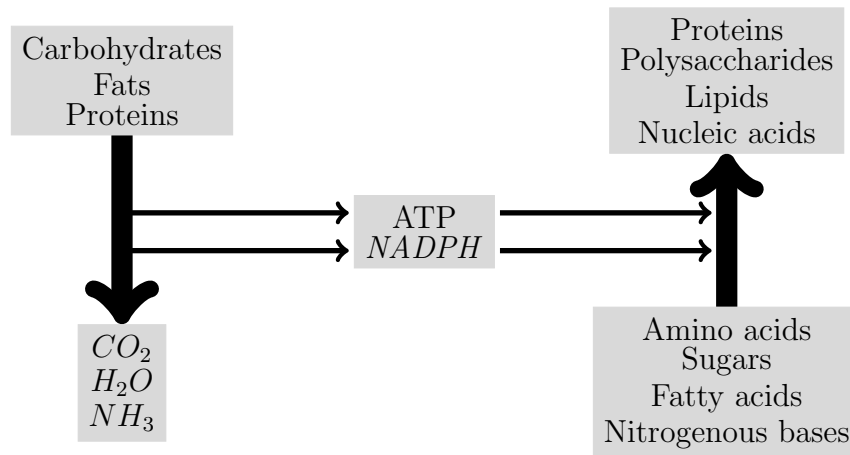 Carbohydrates
Fats
Proteins
Proteins
Polysaccharides
Lipids
Nucleic acids
ATP
NADPH
CO₂
H₂O
NH₃
Amino acids
Sugars
Fatty acids
Nitrogenous bases